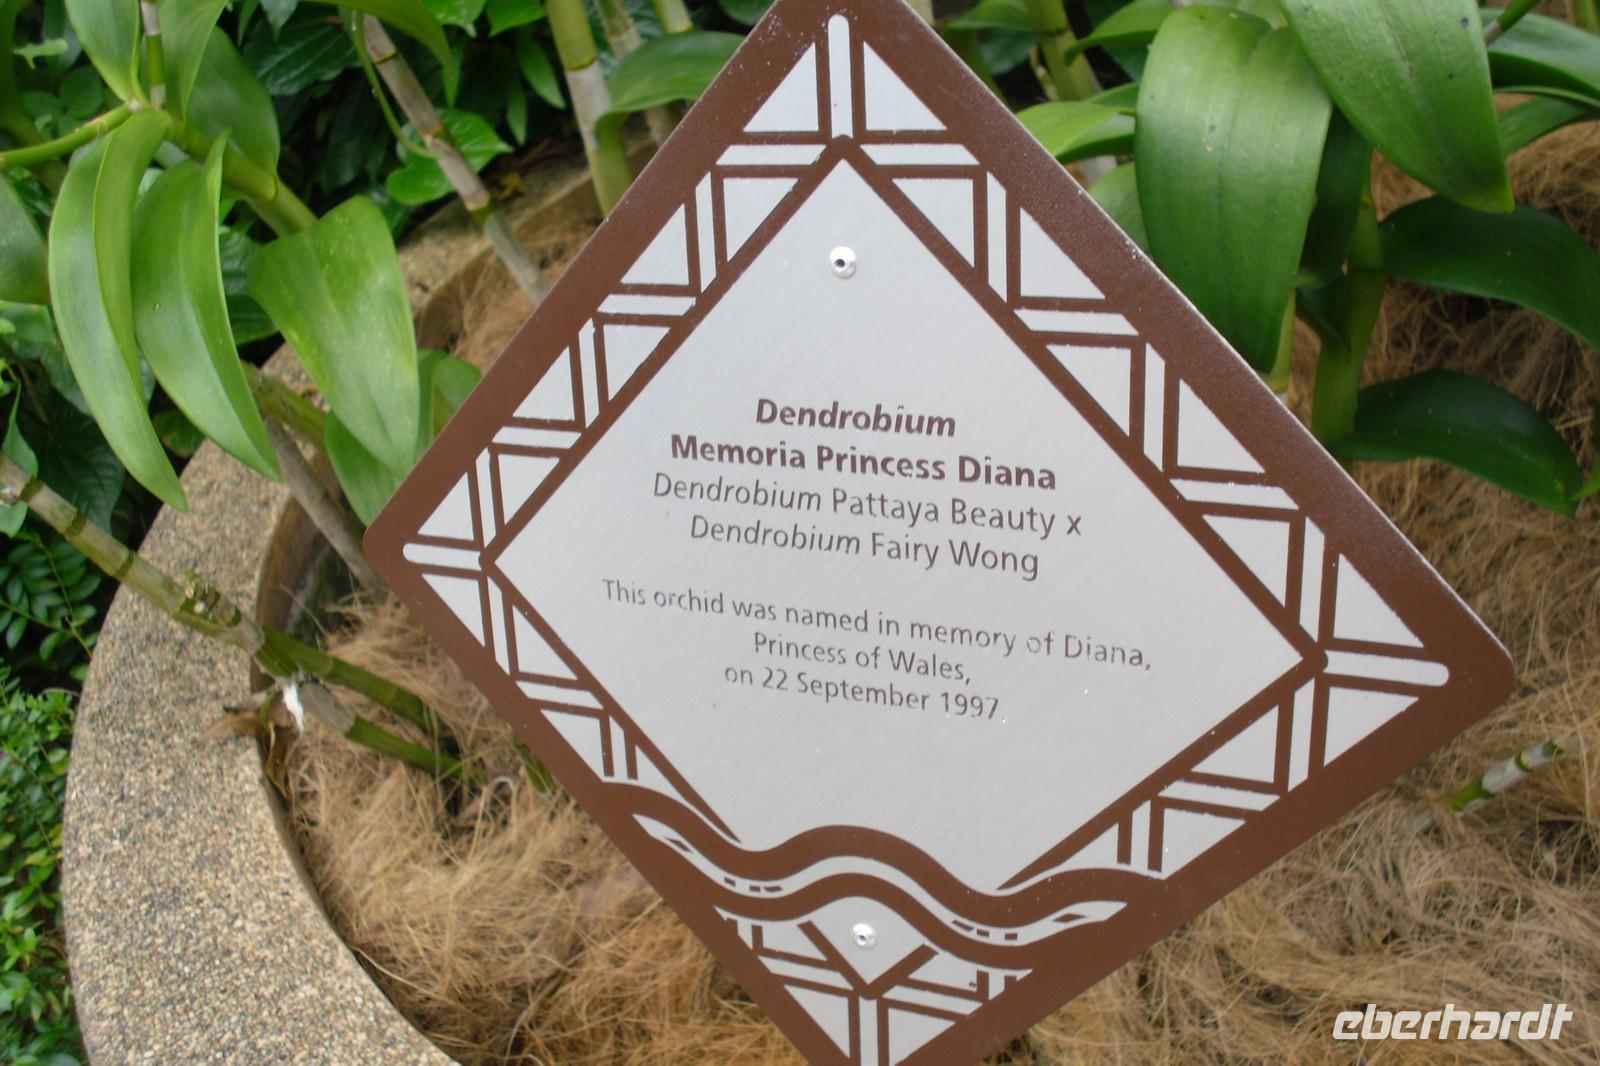 Dendrobium
Memoria Princess Diana
Dendrobium Pattaya Beauty x
Dendrobium Fairy Wong
This orchid was named in memory of Diana,
Princess of Wales,
on 22 September 1997.
eberhardt